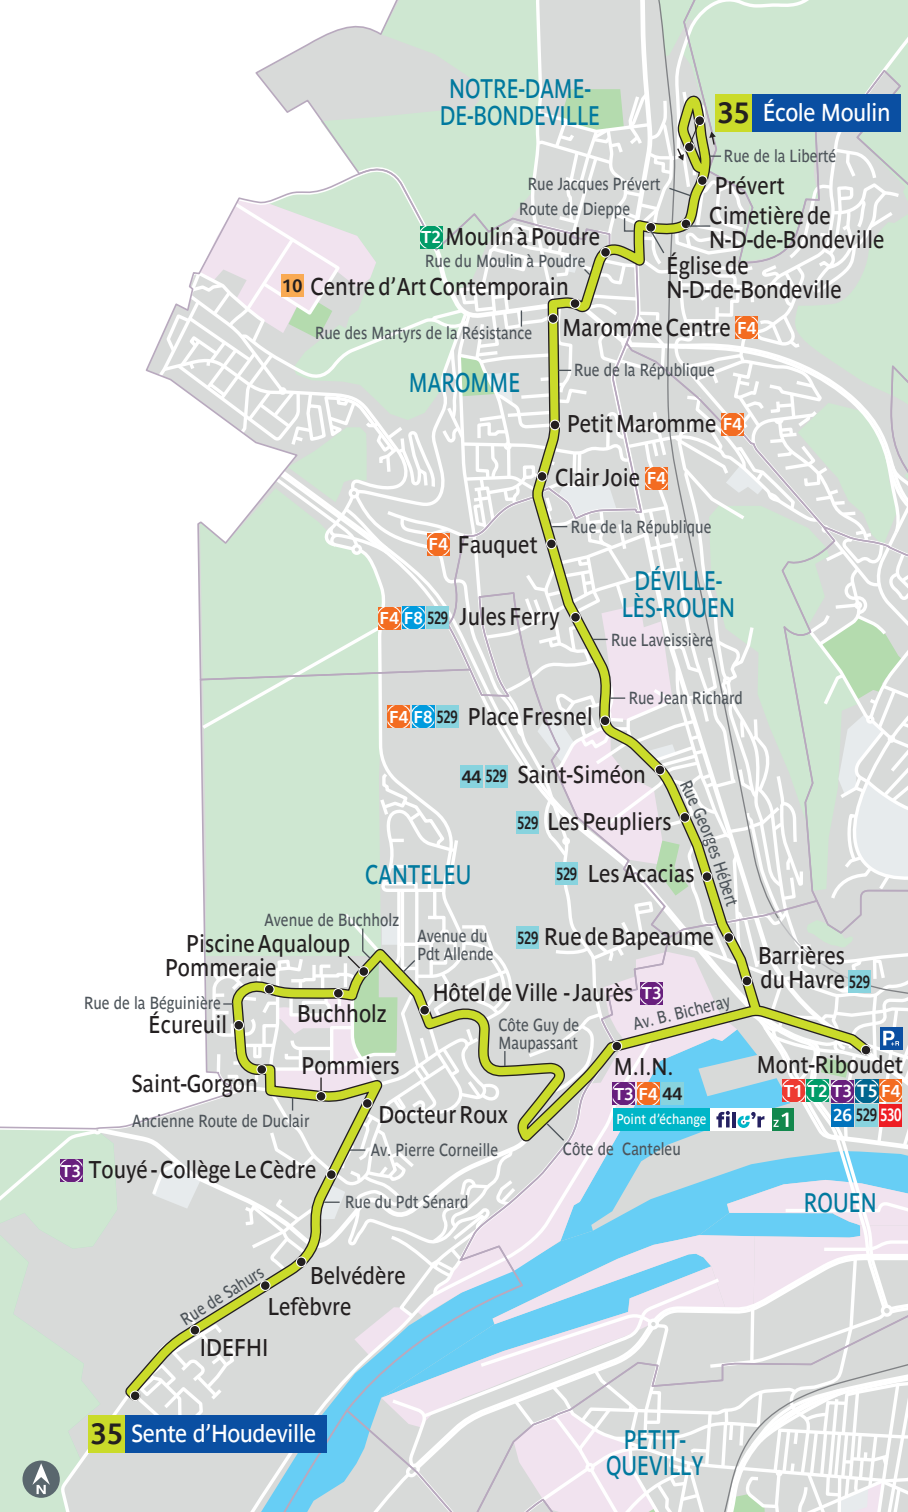 NOTRE-DAME-
DE-BONDEVILLE
35 École Moulin
Rue de la Liberté
Rue Jacques Prévert
Prévert
Route de Dieppe
Cimetière de
N-D-de-Bondeville
T2 Moulin à Poudre
Rue du Moulin à Poudre
Église de
N-D-de-Bondeville
10 Centre d'Art Contemporain
Rue des Martyrs de la Résistance
Maromme Centre F4
Rue de la République
MAROMME
Petit Maromme F4
Clair Joie F4
Rue de la République
F4 Fauquet
DÉVILLE-
LÈS-ROUEN
F4 F8 529 Jules Ferry
Rue Laveissière
Rue Jean Richard
F4 F8 529 Place Fresnel
44 529 Saint-Siméon
Rue Georges Hébert
529 Les Peupliers
529 Les Acacias
CANTELEU
529 Rue de Bapeaume
Avenue de Buchholz
Avenue du
Pdt Allende
Piscine Aqualoup
Pommeraie
Barrières
du Havre 529
Rue de la Béguinière
Buchholz
Hôtel de Ville - Jaurès T3
Av. B. Bicheray
Écureuil
Côte Guy de
Maupassant
P+R
Saint-Gorgon
Pommiers
M.I.N.
T3 F4 44
Point d'échange filo'r z1
Mont-Riboudet
T1 T2 T3 T5 F4
26 529 530
Ancienne Route de Duclair
Docteur Roux
Av. Pierre Corneille
Côte de Canteleu
T3 Touyé - Collège Le Cèdre
Rue du Pdt Sénard
ROUEN
Belvédère
Rue de Sahurs
Lefèbvre
IDEFHI
35 Sente d'Houdeville
PETIT-
QUEVILLY
N